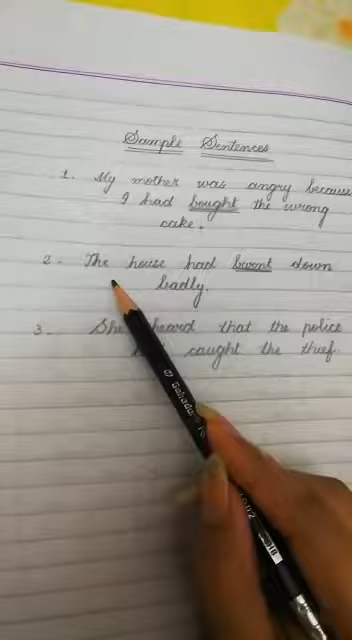 Sample Sentences
1. My mother was angry because
I had bought the wrong
cake.
2. The house had burnt down
badly.
3. She heard that the police
caught the thief.